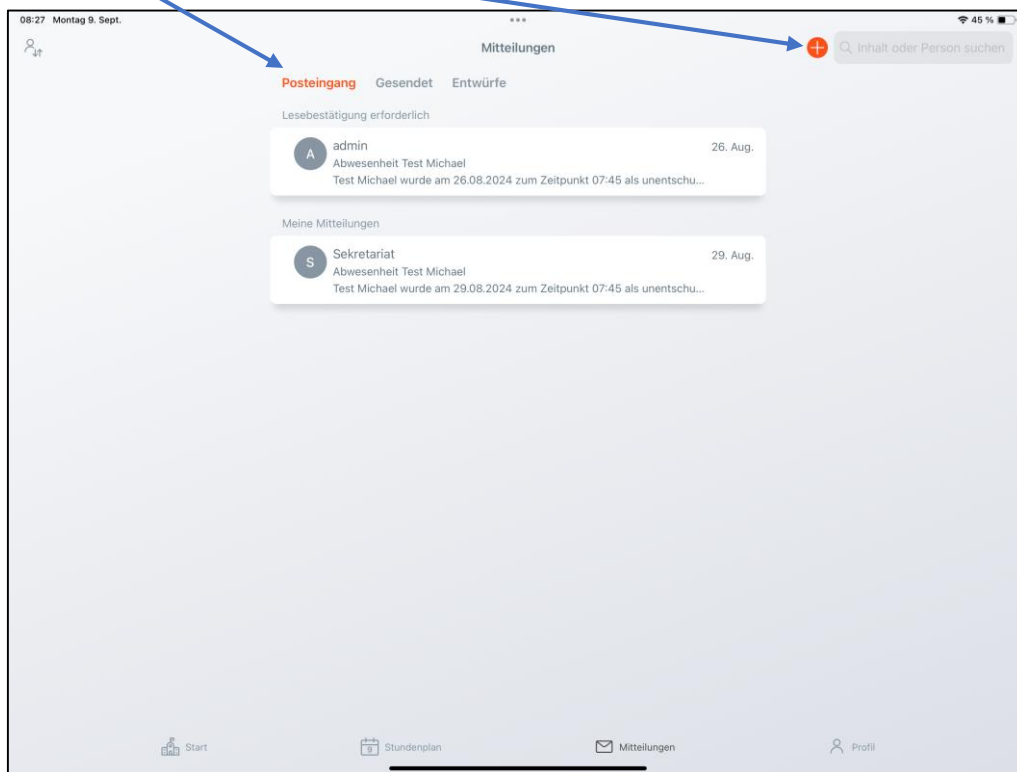 08:27 Montag 9. Sept.
45 %
Mitteilungen
Inhalt oder Person suchen
Posteingang Gesendet Entwürfe
Lesebestätigung erforderlich
A
admin
26. Aug.
Abwesenheit Test Michael
Test Michael wurde am 26.08.2024 zum Zeitpunkt 07:45 als unentschu...
Meine Mitteilungen
S
Sekretariat
29. Aug.
Abwesenheit Test Michael
Test Michael wurde am 29.08.2024 zum Zeitpunkt 07:45 als unentschu...
Start
9
Stundenplan
Mitteilungen
Profil